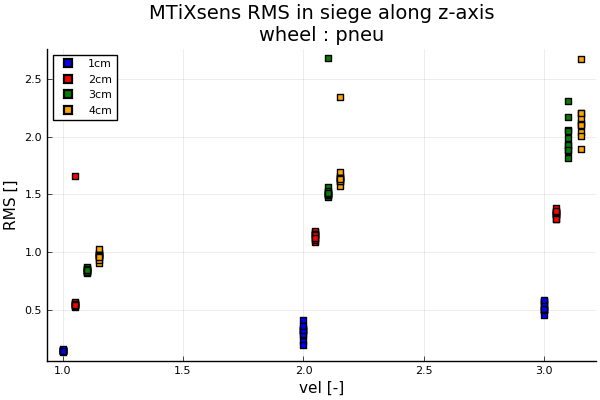 MTiXsens RMS in siege along z-axis
wheel : pneu
1cm
2cm
3cm
4cm
RMS []
2.5
2.0
1.5
1.0
0.5
1.0 1.5 2.0 2.5 3.0
vel [-]